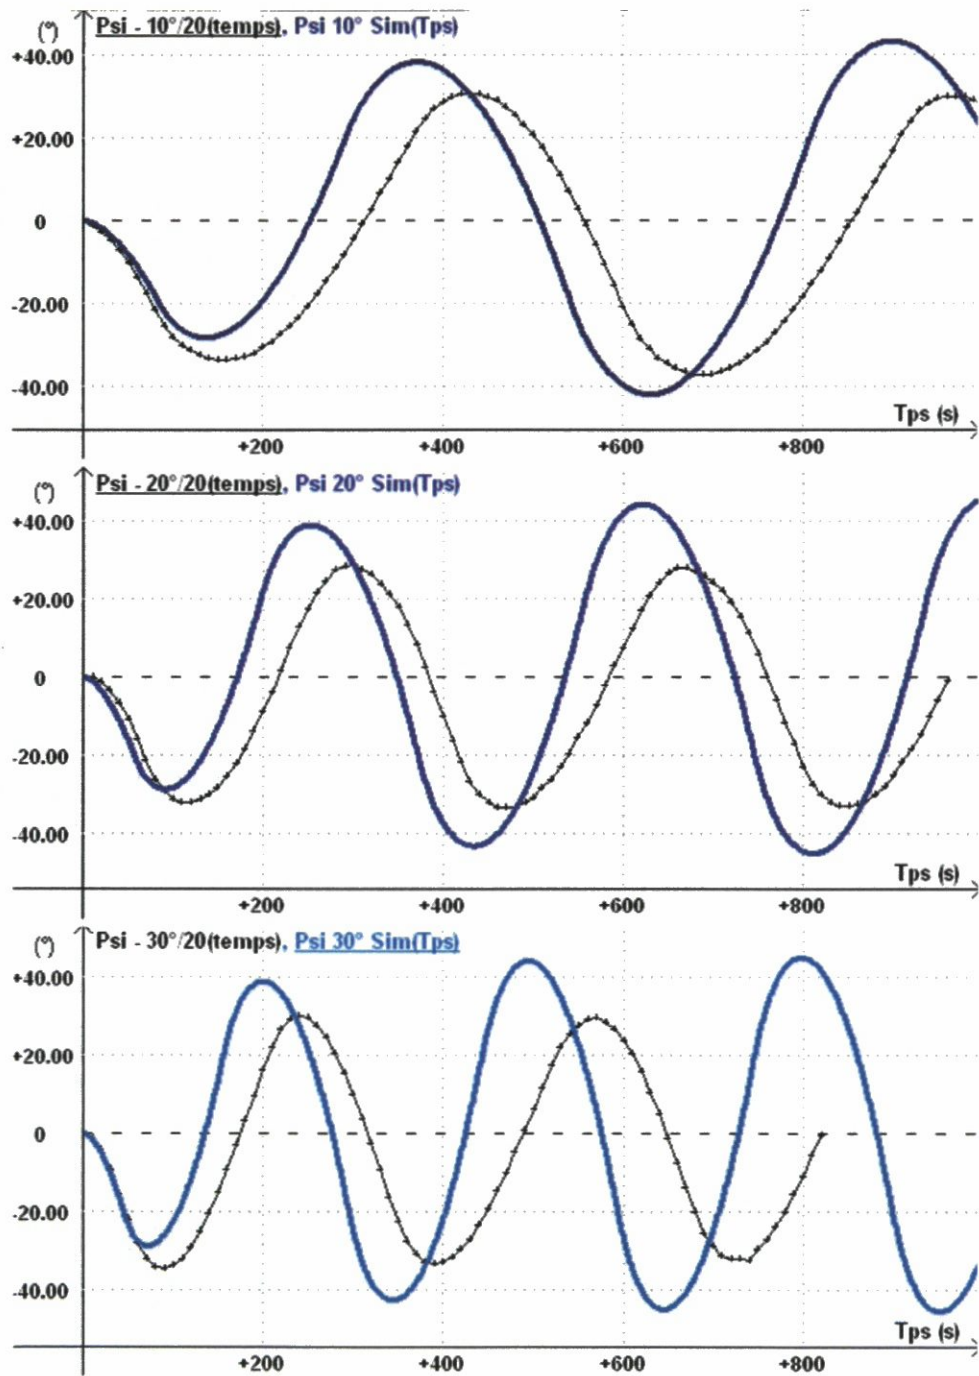 (°) Psi - 10°/20(temps), Psi 10° Sim(Tps)
+40.00
+20.00
0
-20.00
-40.00
Tps (s)
+200 +400 +600 +800
(°) Psi - 20°/20(temps), Psi 20° Sim(Tps)
+40.00
+20.00
0
-20.00
-40.00
Tps (s)
+200 +400 +600 +800
(°) Psi - 30°/20(temps), Psi 30° Sim(Tps)
+40.00
+20.00
0
-20.00
-40.00
Tps (s)
+200 +400 +600 +800